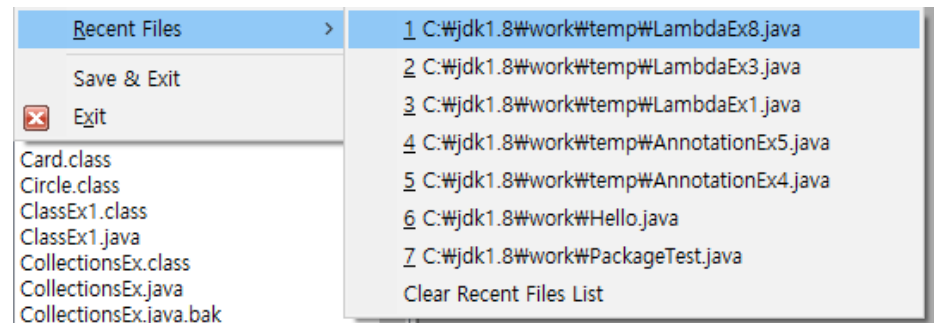 Recent Files >
Save & Exit
Exit
1 C:₩jdk1.8₩work₩temp₩LambdaEx8.java
2 C:₩jdk1.8₩work₩temp₩LambdaEx3.java
3 C:₩jdk1.8₩work₩temp₩LambdaEx1.java
4 C:₩jdk1.8₩work₩temp₩AnnotationEx5.java
5 C:₩jdk1.8₩work₩temp₩AnnotationEx4.java
6 C:₩jdk1.8₩work₩Hello.java
7 C:₩jdk1.8₩work₩PackageTest.java
Clear Recent Files List
Card.class
Circle.class
ClassEx1.class
ClassEx1.java
CollectionsEx.class
CollectionsEx.java
CollectionsEx.java.bak